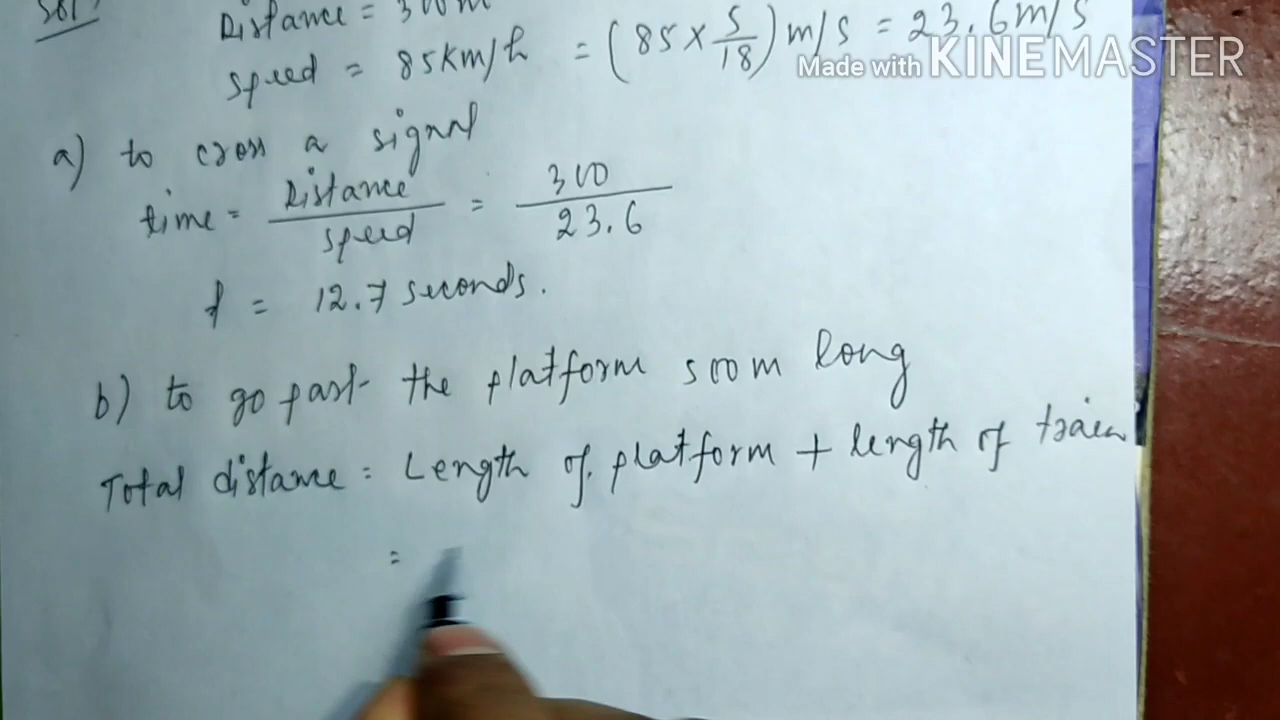 Sol?
Distance = 300m
speed = 85km/h = (85 × 5/18) m/s = 23.6m/s
Made with KINEMASTER
a) to cross a signal
time = Distance/speed = 300/23.6
t = 12.7 seconds.
b) to go past the platform 500m long
Total distance = Length of platform + length of train
=